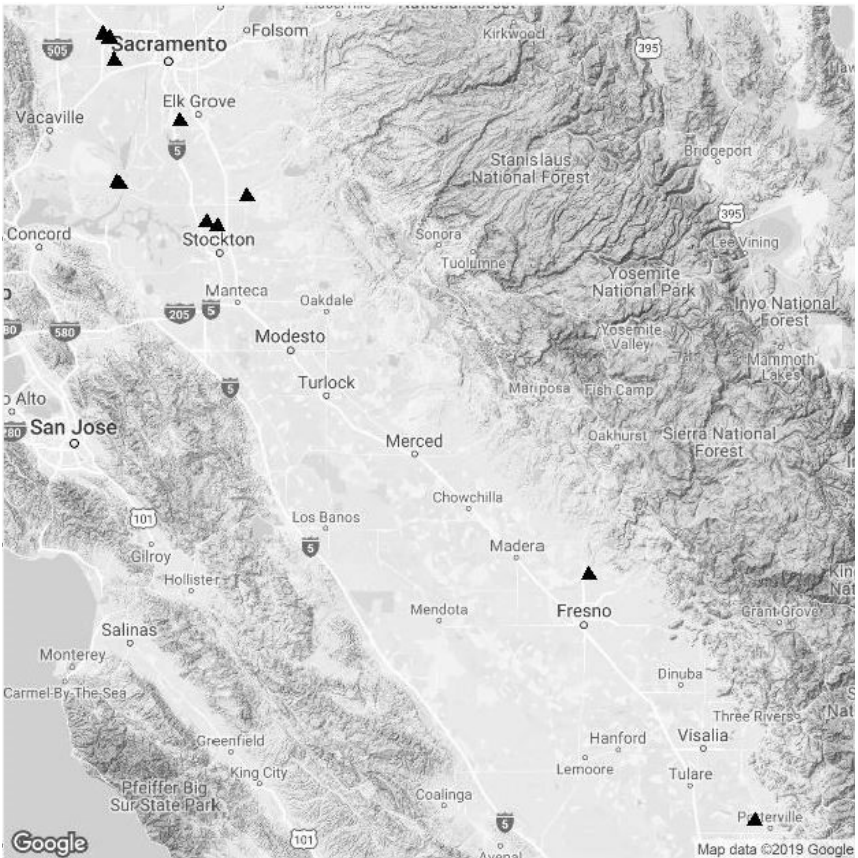 Folsom
Kirkwood
395
505
Sacramento
Elk Grove
Vacaville
5
Stanislaus
National Forest
Bridgeport
395
Concord
Stockton
Sonora
Tuolumne
Lee Vining
Yosemite
National Park
Manteca
Oakdale
Inyo National
Forest
205
5
580
80
Modesto
Yosemite
Valley
Mammoth
Lakes
Turlock
5
Mariposa
Fish Camp
o Alto
280
San Jose
Merced
Oakhurst
Sierra National
Forest
Chowchilla
101
Los Banos
Gilroy
5
Madera
Hollister
Mendota
Fresno
Grant Grove
Salinas
Monterey
Carmel-By-The-Sea
Dinuba
Three Rivers
Greenfield
Hanford
Visalia
King City
Lemoore
Tulare
Pfeiffer Big
Sur State Park
Coalinga
5
101
Google
Map data ©2019 Google